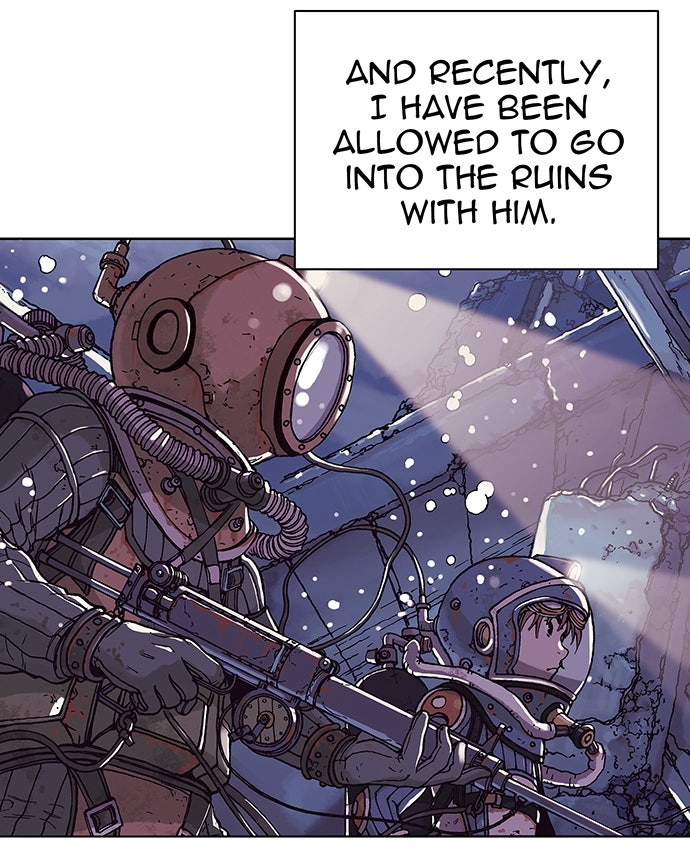 AND RECENTLY,
I HAVE BEEN
ALLOWED TO GO
INTO THE RUINS
WITH HIM.